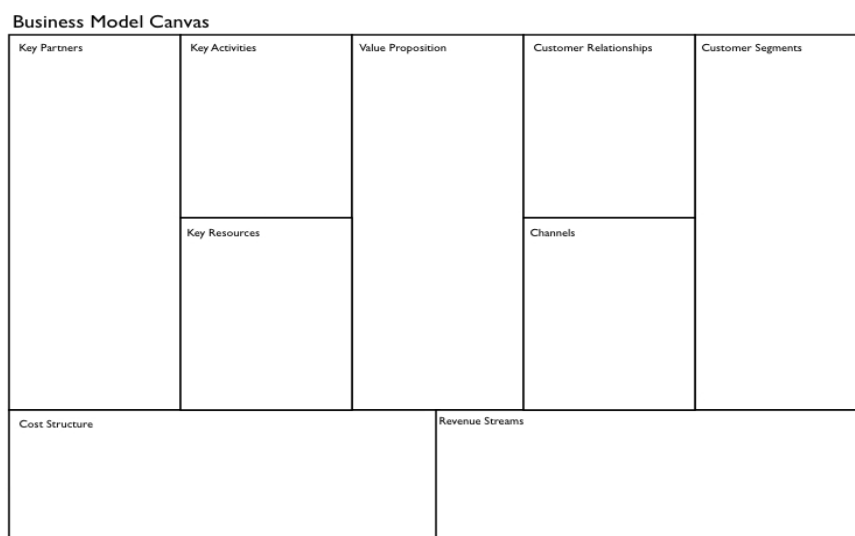 Business Model Canvas
Key Partners
Key Activities
Value Proposition
Customer Relationships
Customer Segments
Key Resources
Channels
Cost Structure
Revenue Streams